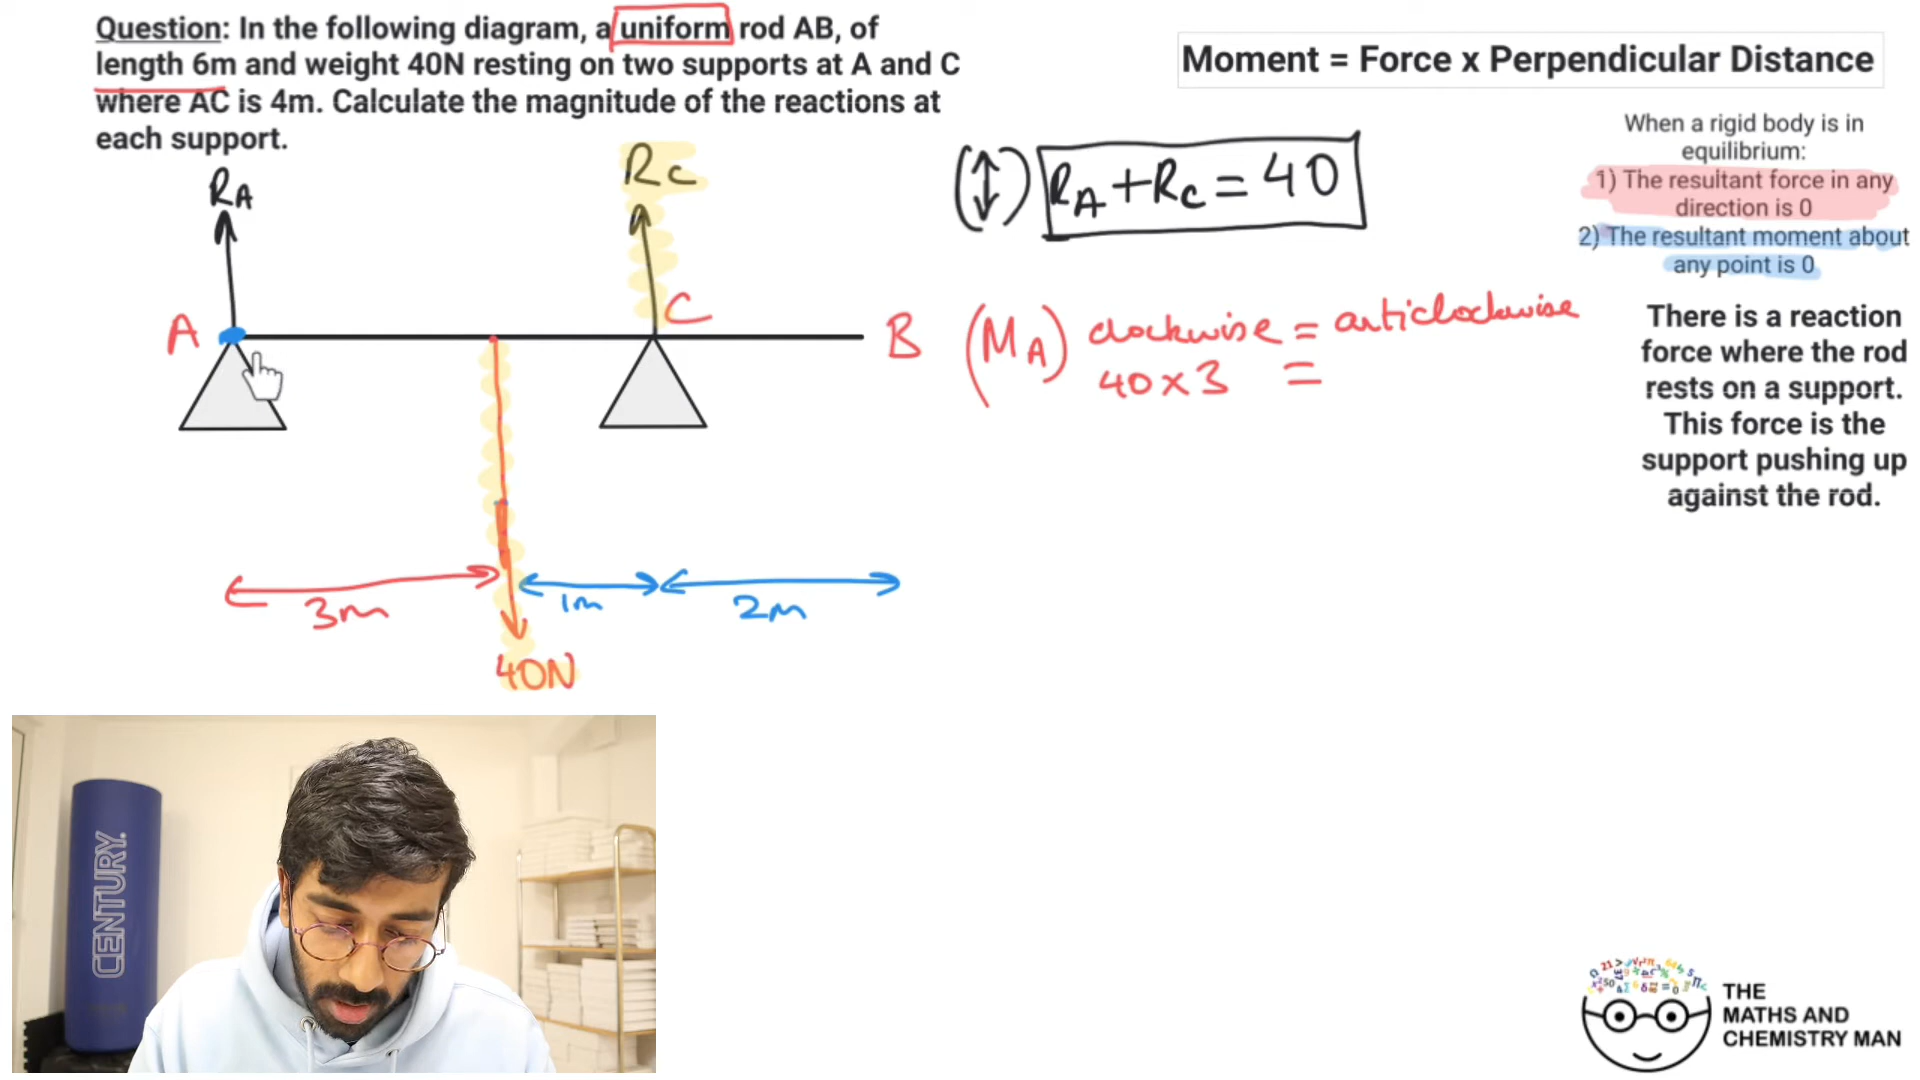 Question: In the following diagram, a uniform rod AB, of
length 6m and weight 40N resting on two supports at A and C
where AC is 4m. Calculate the magnitude of the reactions at
each support.
Moment = Force x Perpendicular Distance
When a rigid body is in
equilibrium:
1) The resultant force in any
direction is 0
2) The resultant moment about
any point is 0
There is a reaction
force where the rod
rests on a support.
This force is the
support pushing up
against the rod.
(↕) RA+RC = 40
RA
RC
A
C
B
(MA) clockwise = anticlockwise
40x3 =
3m
1m
2m
40N
CENTURY.
THE
MATHS AND
CHEMISTRY MAN